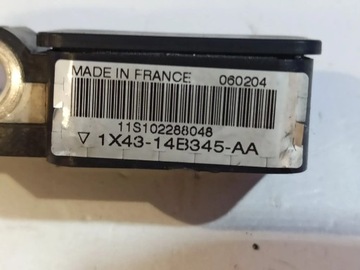 MADE IN FRANCE 060204
11S102288048
▽ 1X43-14B345-AA